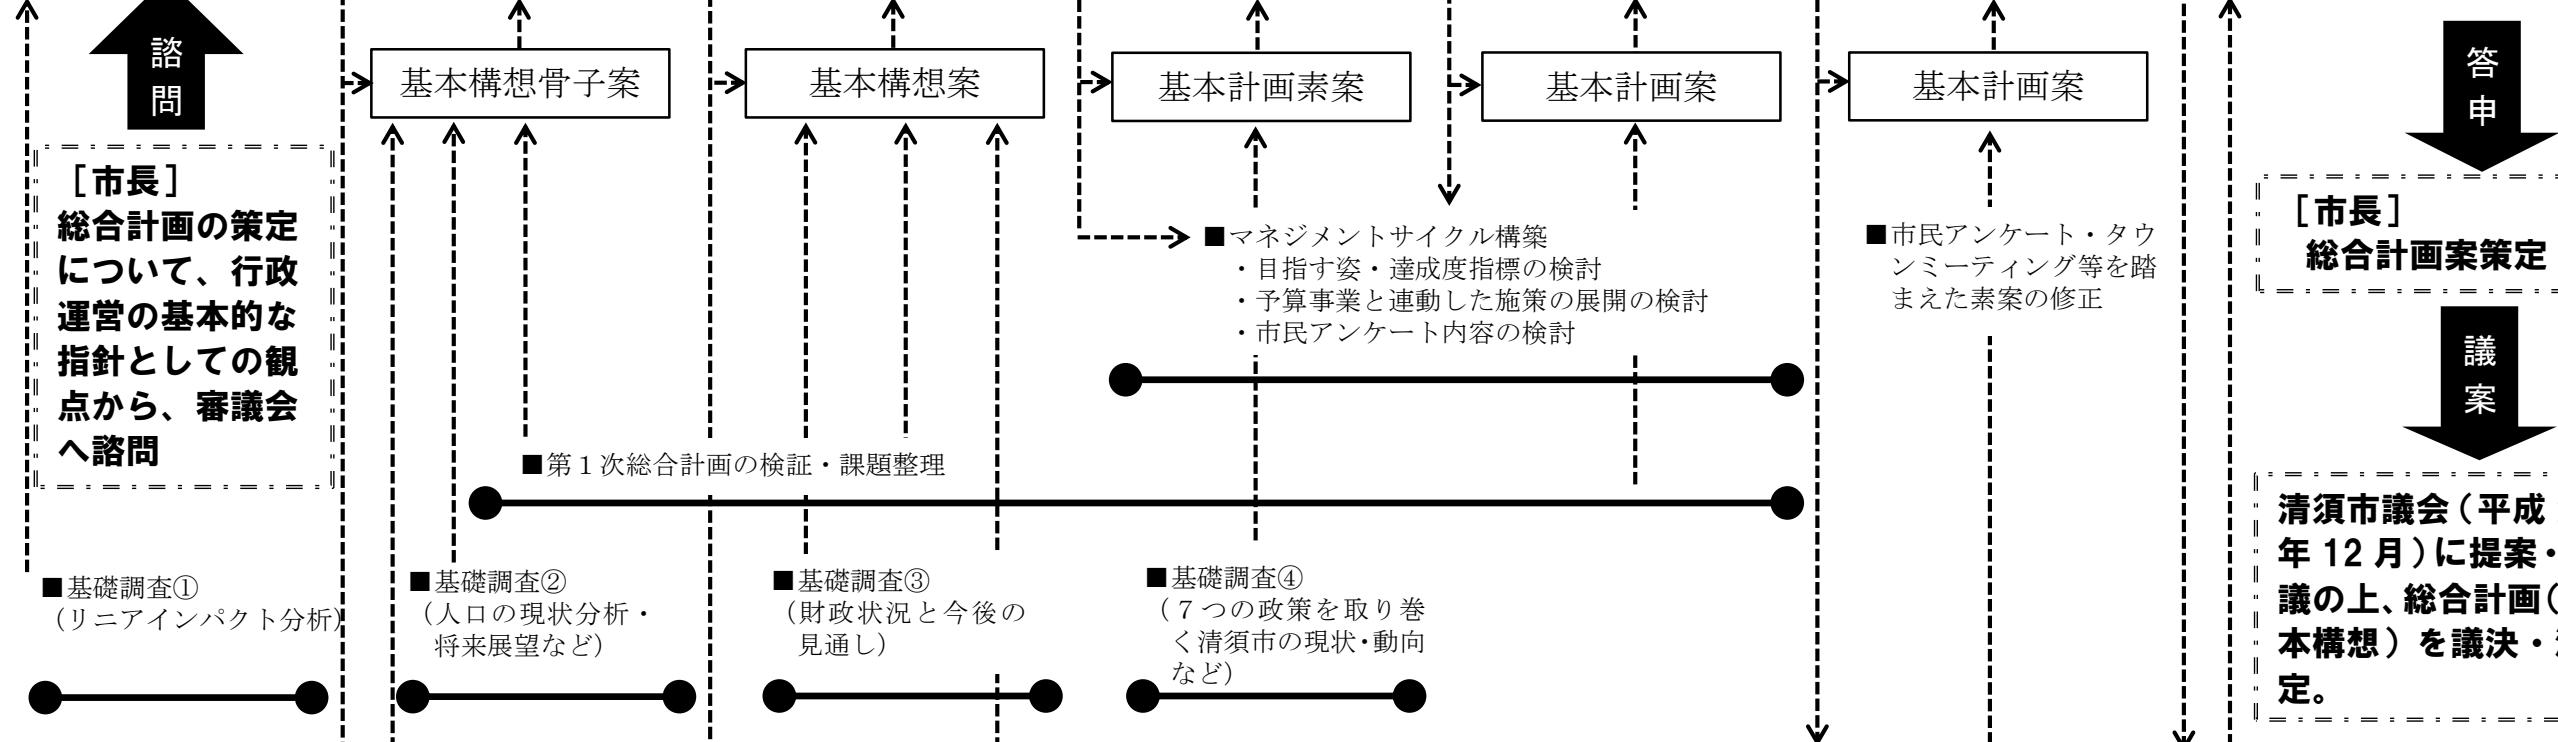 諮問
基本構想骨子案
基本構想案
基本計画素案
基本計画案
基本計画案
答申
［市長］
総合計画の策定
について、行政
運営の基本的な
指針としての観
点から、審議会
へ諮問
■マネジメントサイクル構築
・目指す姿・達成度指標の検討
・予算事業と連動した施策の展開の検討
・市民アンケート内容の検討
■市民アンケート・タウ
ンミーティング等を踏
まえた素案の修正
［市長］
総合計画案策定
議案
■第１次総合計画の検証・課題整理
■基礎調査①
（リニアインパクト分析）
■基礎調査②
（人口の現状分析・
将来展望など）
■基礎調査③
（財政状況と今後の
見通し）
■基礎調査④
（７つの政策を取り巻
く清須市の現状・動向
など）
清須市議会（平成
年 12 月）に提案・
議の上、総合計画（
本構想）を議決・
定。